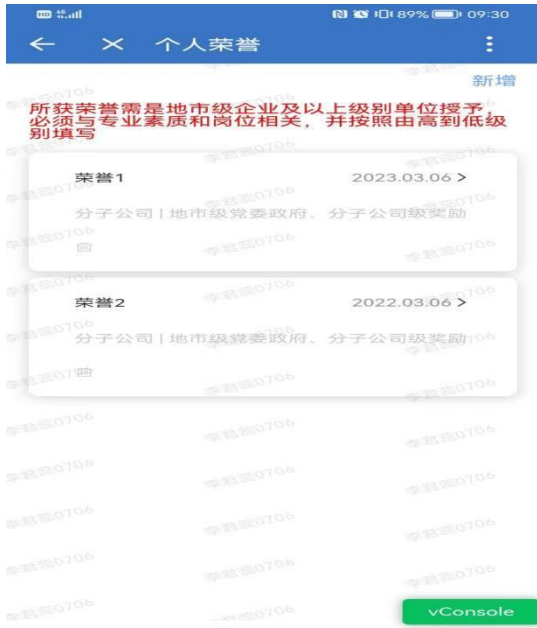 HD 4G 89% 09:30
个人荣誉
新增
所获荣誉需是地市级企业及以上级别单位授予，
必须与专业素质和岗位相关，并按照由高到低级
别填写
荣誉1 2023.03.06 >
分子公司 | 地市级党委政府、分子公司级奖励
荣誉2 2022.03.06 >
分子公司 | 地市级党委政府、分子公司级奖励
vConsole